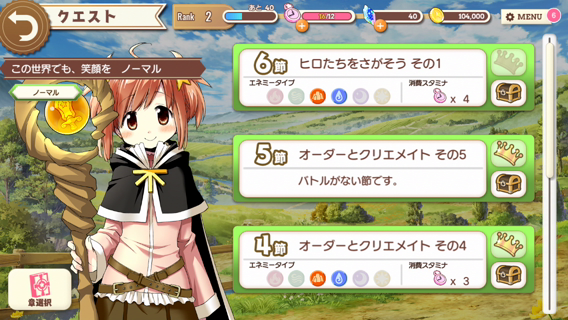 クエスト
Rank 2
あと 40
16/12
40
104,000
MENU 6
この世界でも、笑顔を ノーマル
ノーマル
章選択
6節 ヒロたちをさがそう その1
エネミータイプ 消費スタミナ
x 4
5節 オーダーとクリエメイト その5
バトルがない節です。
4節 オーダーとクリエメイト その4
エネミータイプ 消費スタミナ
x 3